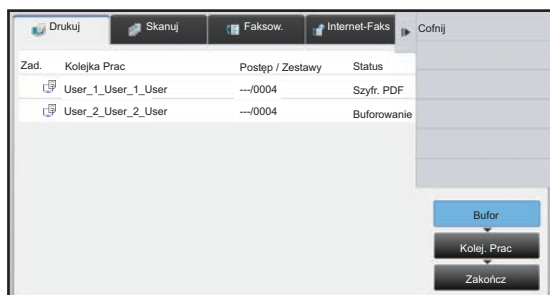 Drukuj Skanuj Faksow. Internet-Faks Cofnij
Zad. Kolejka Prac Postęp / Zestawy Status
User_1_User_1_User ---/0004 Szyfr. PDF
User_2_User_2_User ---/0004 Buforowanie
Bufor
Kolej. Prac
Zakończ